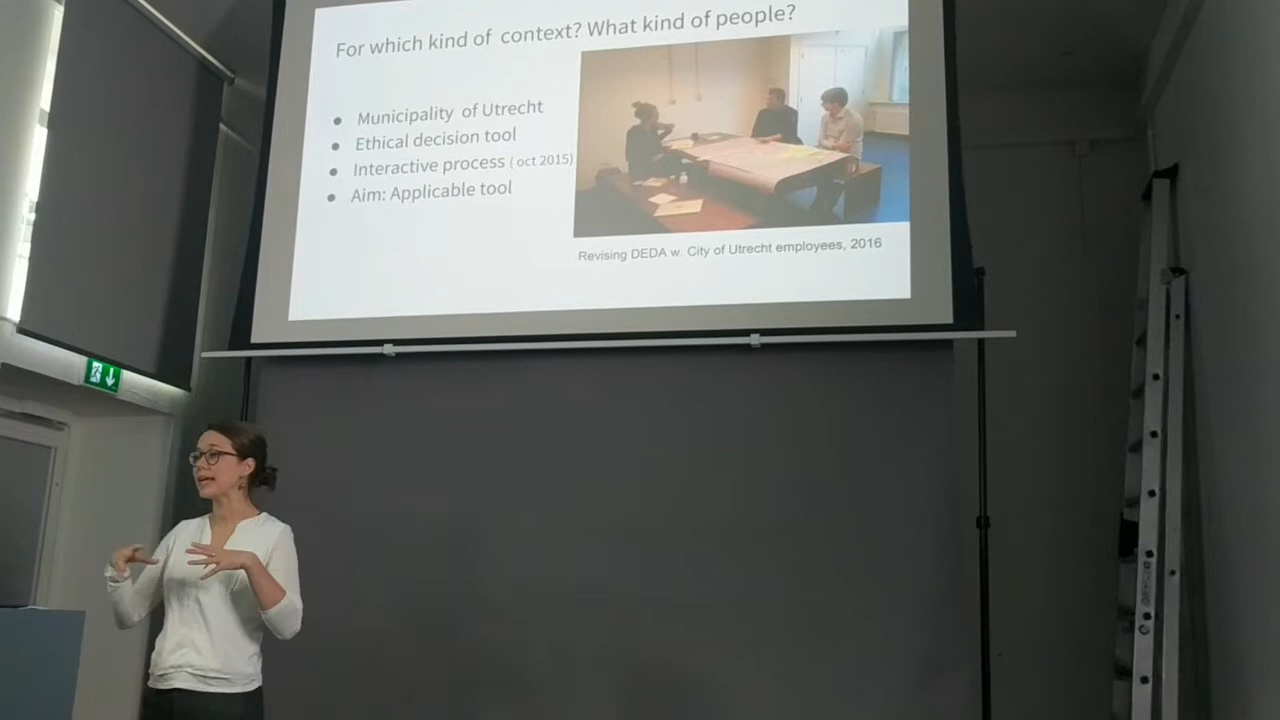 For which kind of context? What kind of people?
Municipality of Utrecht
Ethical decision tool
Interactive process ( oct 2015)
Aim: Applicable tool
Revising DEDA w. City of Utrecht employees, 2016